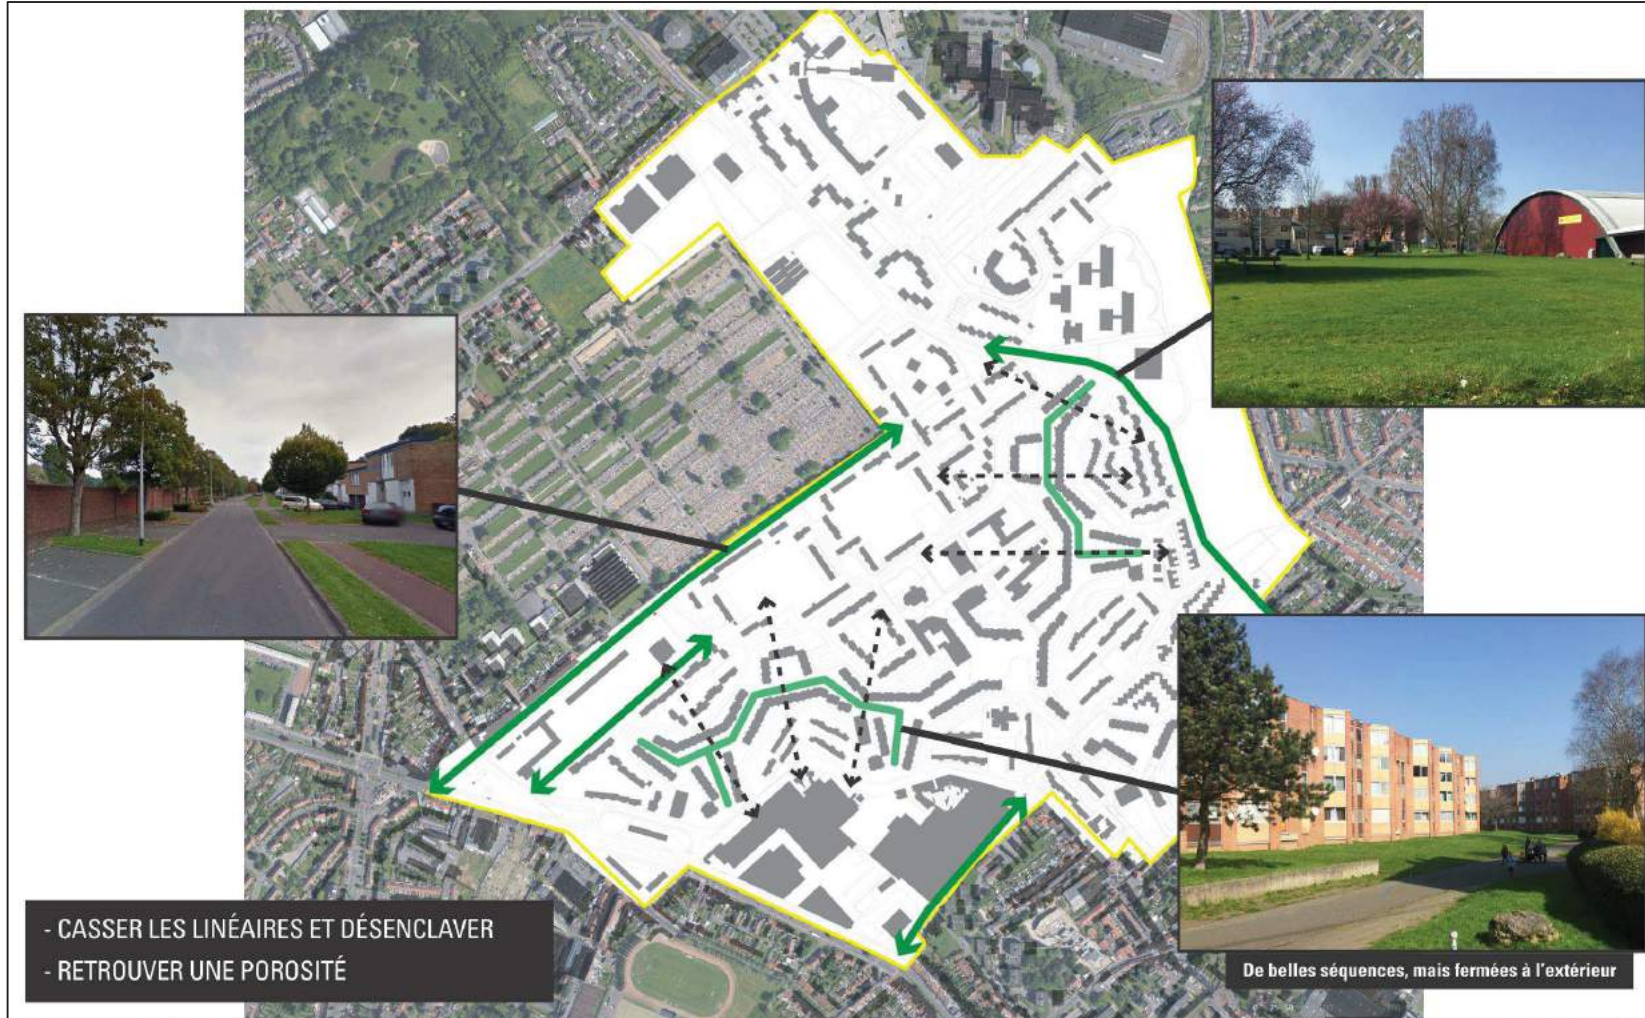 - CASSER LES LINÉAIRES ET DÉSENCLAVER
- RETROUVER UNE POROSITÉ
De belles séquences, mais fermées à l'extérieur